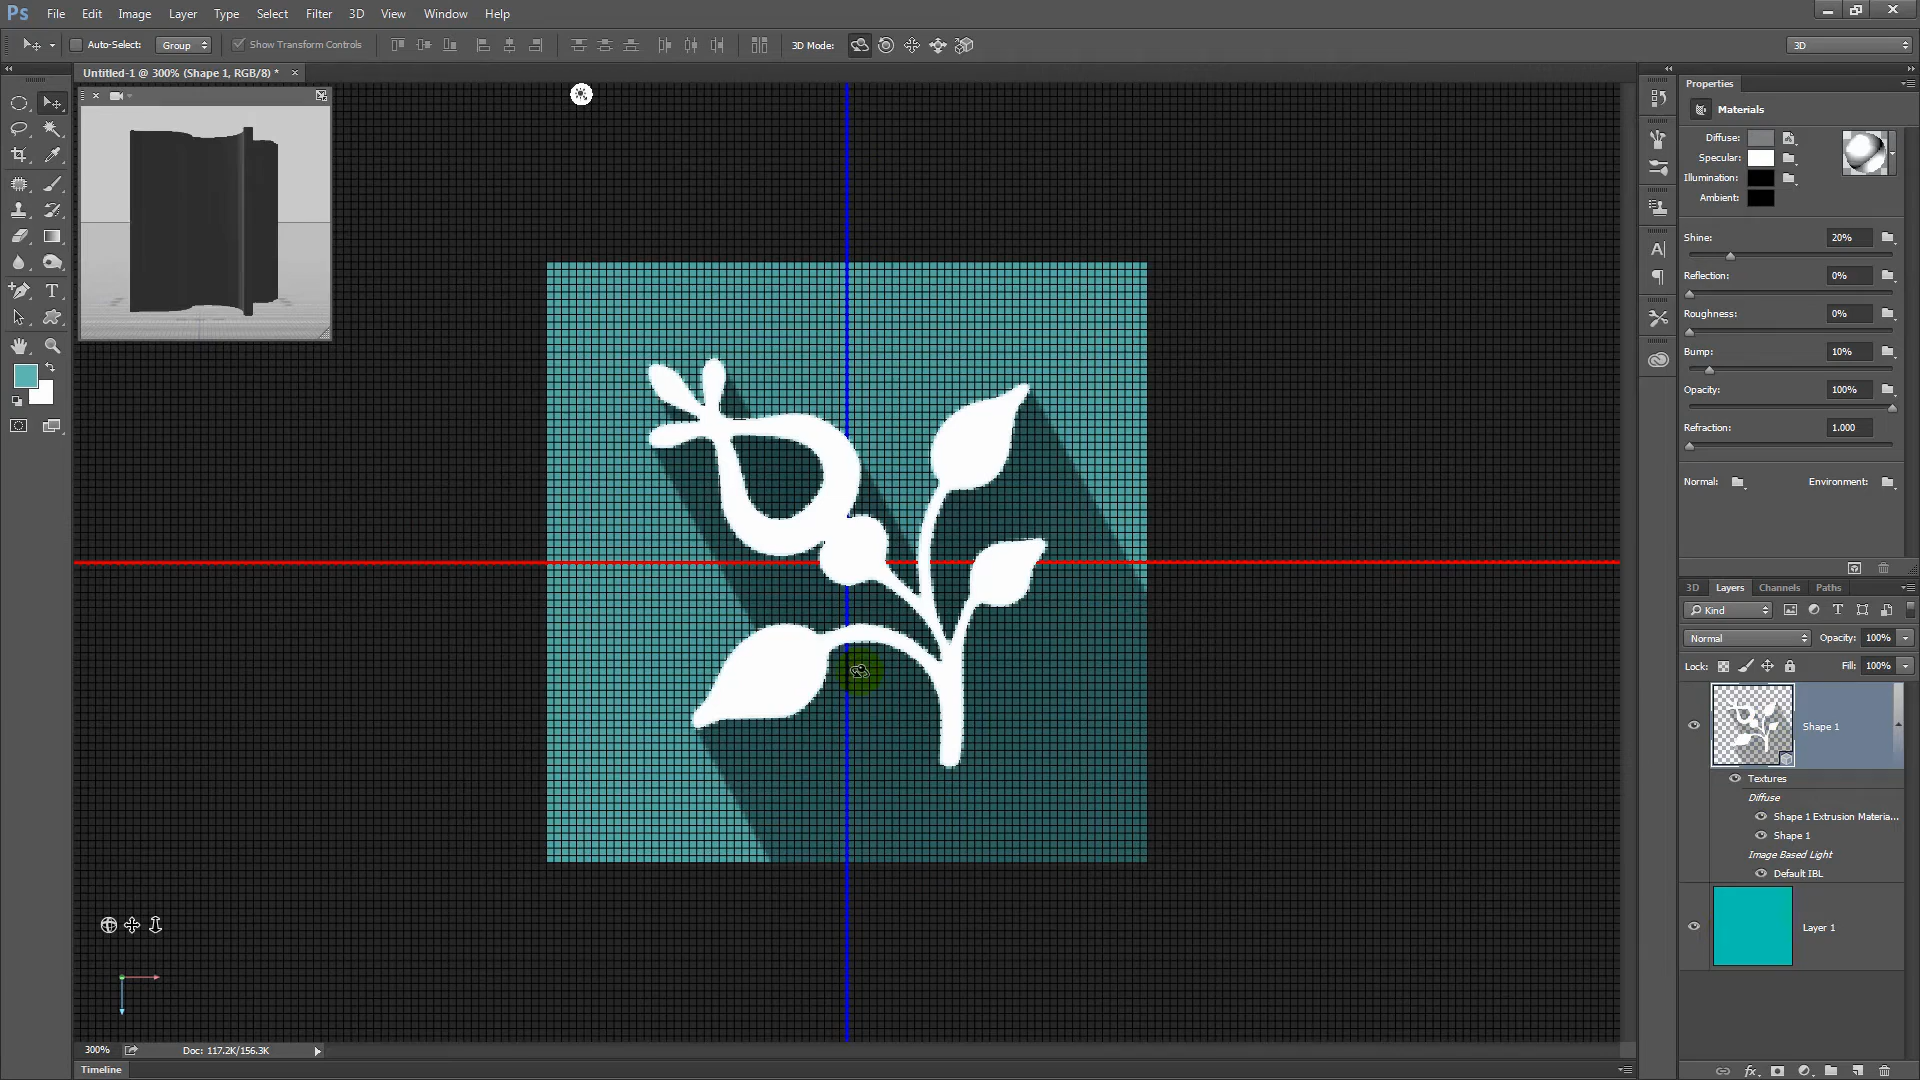 Ps File Edit Image Layer Type Select Filter 3D View Window Help
Auto-Select: Group Show Transform Controls 3D Mode: 3D
Untitled-1 @ 300% (Shape 1, RGB/8) *
Properties
Materials
Diffuse:
Specular:
Illumination:
Ambient:
Shine: 20%
Reflection: 0%
Roughness: 0%
Bump: 10%
Opacity: 100%
Refraction: 1.000
Normal: Environment:
3D Layers Channels Paths
Kind
Normal Opacity: 100%
Lock: Fill: 100%
Shape 1
Textures
Diffuse
Shape 1 Extrusion Materia...
Shape 1
Image Based Light
Default IBL
Layer 1
300% Doc: 117.2K/156.3K
Timeline